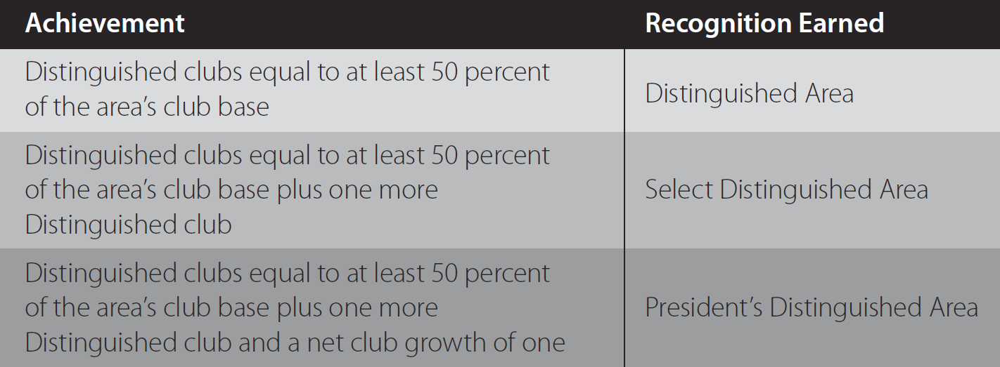 Achievement
Recognition Earned
Distinguished clubs equal to at least 50 percent
of the area’s club base
Distinguished Area
Distinguished clubs equal to at least 50 percent
of the area’s club base plus one more
Distinguished club
Select Distinguished Area
Distinguished clubs equal to at least 50 percent
of the area’s club base plus one more
Distinguished club and a net club growth of one
President’s Distinguished Area